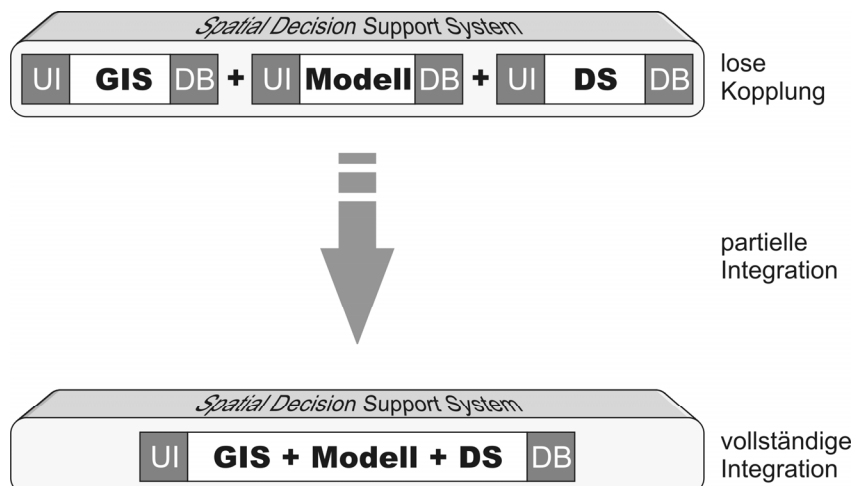 Spatial Decision Support System
UI GIS DB + UI Modell DB + UI DS DB
lose
Kopplung
partielle
Integration
Spatial Decision Support System
UI GIS + Modell + DS DB
vollständige
Integration